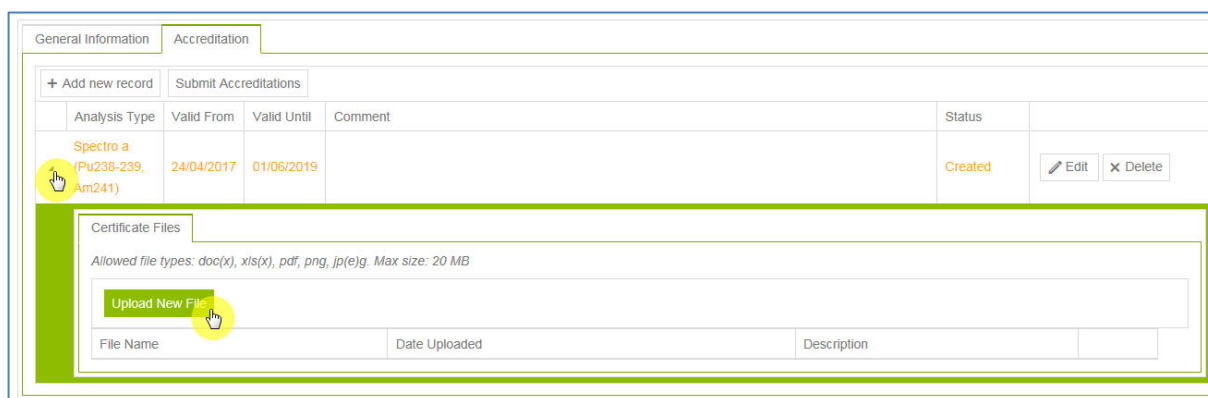 General Information Accreditation
+ Add new record Submit Accreditations
Analysis Type Valid From Valid Until Comment Status
Spectro a
(Pu238-239, 24/04/2017 01/06/2019 Created Edit × Delete
Am241)
Certificate Files
Allowed file types: doc(x), xls(x), pdf, png, jp(e)g. Max size: 20 MB
Upload New File
File Name Date Uploaded Description